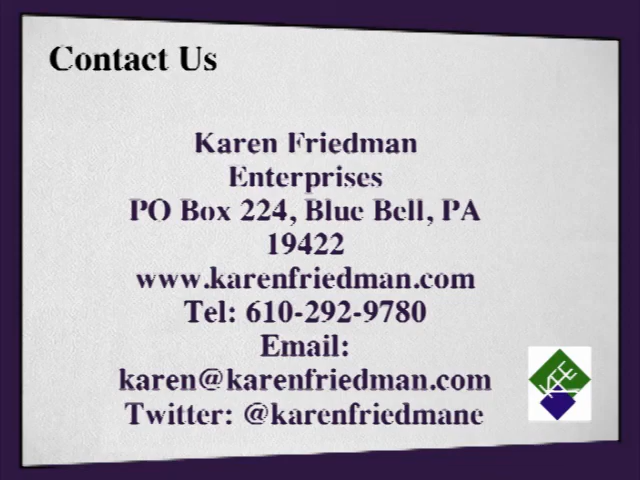 Contact Us
Karen Friedman
Enterprises
PO Box 224, Blue Bell, PA
19422
www.karenfriedman.com
Tel: 610-292-9780
Email:
karen@karenfriedman.com
Twitter: @karenfriedmane
KFE